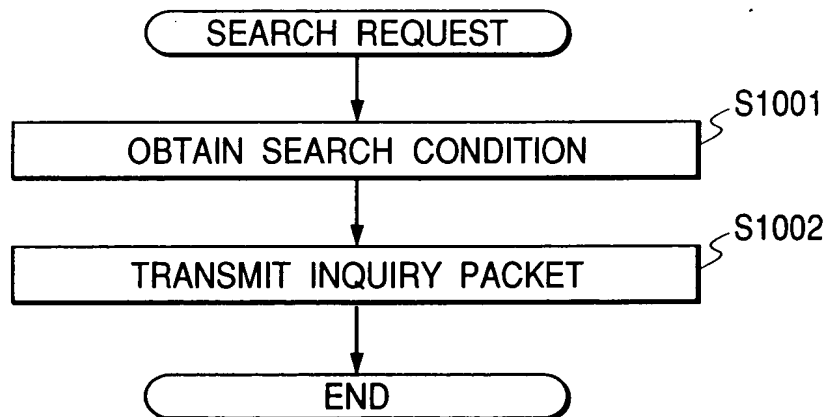 SEARCH REQUEST
S1001
OBTAIN SEARCH CONDITION
S1002
TRANSMIT INQUIRY PACKET
END